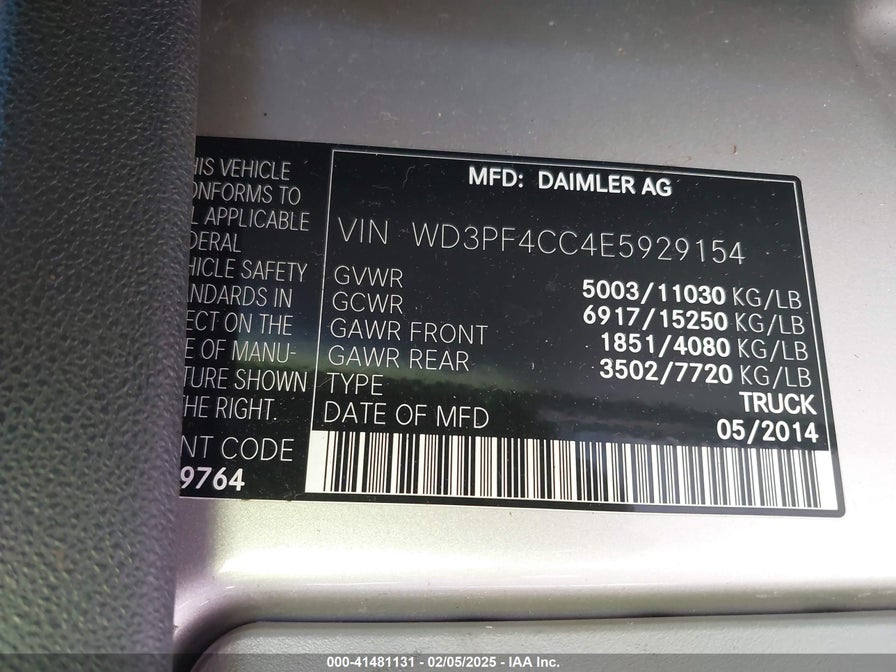 HIS VEHICLE
ONFORMS TO
L APPLICABLE
DERAL
HICLE SAFETY
ANDARDS IN
ECT ON THE
E OF MANU-
TURE SHOWN
HE RIGHT.
NT CODE
9764
MFD: DAIMLER AG
VIN WD3PF4CC4E5929154
GVWR 5003/11030 KG/LB
GCWR 6917/15250 KG/LB
GAWR FRONT 1851/4080 KG/LB
GAWR REAR 3502/7720 KG/LB
TYPE TRUCK
DATE OF MFD 05/2014
000-41481131 - 02/05/2025 - IAA Inc.